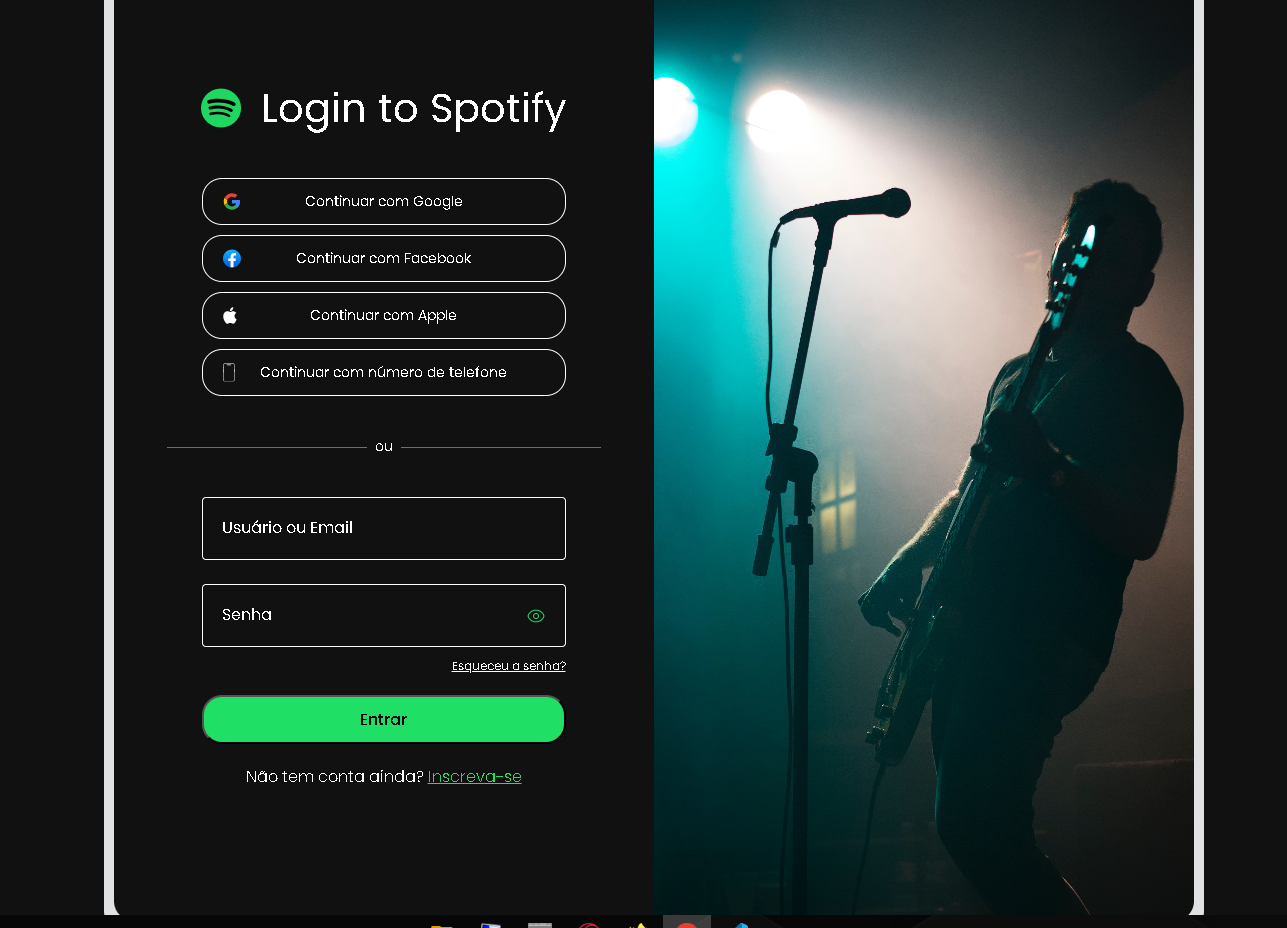 Login to Spotify
Continuar com Google
Continuar com Facebook
Continuar com Apple
Continuar com número de telefone
ou
Usuário ou Email
Senha
Esqueceu a senha?
Entrar
Não tem conta aínda? Inscreva-se